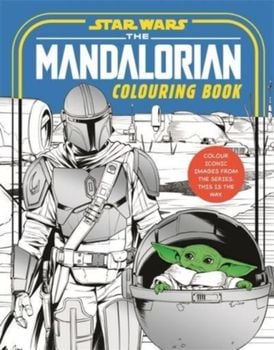 STAR WARS
THE
MANDALORIAN
COLOURING BOOK
COLOUR
ICONIC
IMAGES FROM
THE SERIES.
THIS IS THE
WAY.